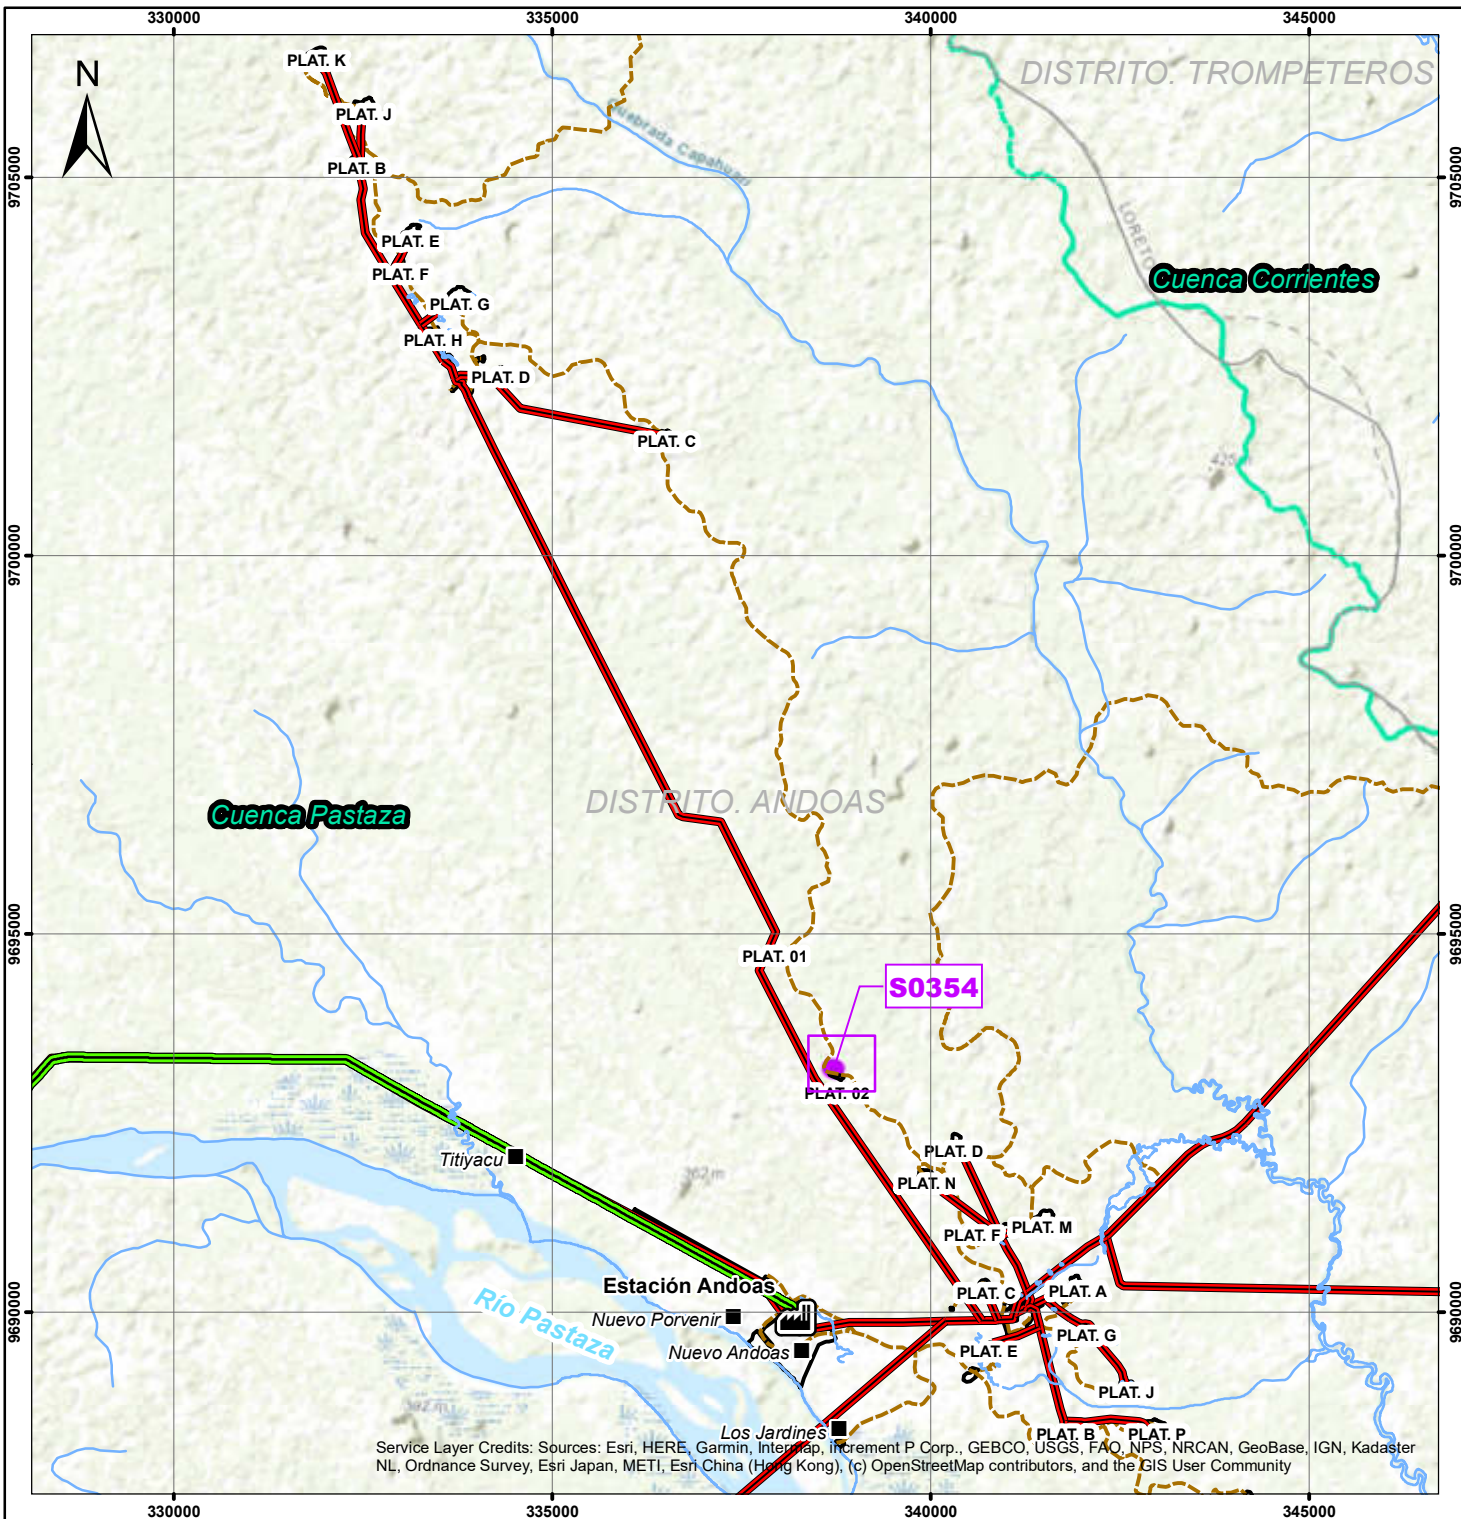 330000
335000
340000
345000
N
PLAT. K
DISTRITO. TROMPETEROS
PLAT. J
Quebrada Capahuari
PLAT. B
9705000
9705000
LORETO
PLAT. E
PLAT. F
Cuenca Corrientes
PLAT. G
PLAT. H
PLAT. D
PLAT. C
9700000
9700000
DISTRITO. ANDOAS
Cuenca Pastaza
9695000
9695000
PLAT. 01
S0354
PLAT. 02
PLAT. D
Titiyacu
362 m
PLAT. N
PLAT. M
PLAT. F
Estación Andoas
PLAT. C
PLAT. A
Río Pastaza
Nuevo Porvenir
9690000
9690000
PLAT. G
Nuevo Andoas
PLAT. E
PLAT. J
Los Jardines
PLAT. B
PLAT. P
Service Layer Credits: Sources: Esri, HERE, Garmin, Intermap, increment P Corp., GEBCO, USGS, FAO, NPS, NRCAN, GeoBase, IGN, Kadaster
NL, Ordnance Survey, Esri Japan, METI, Esri China (Hong Kong), (c) OpenStreetMap contributors, and the GIS User Community
330000
335000
340000
345000